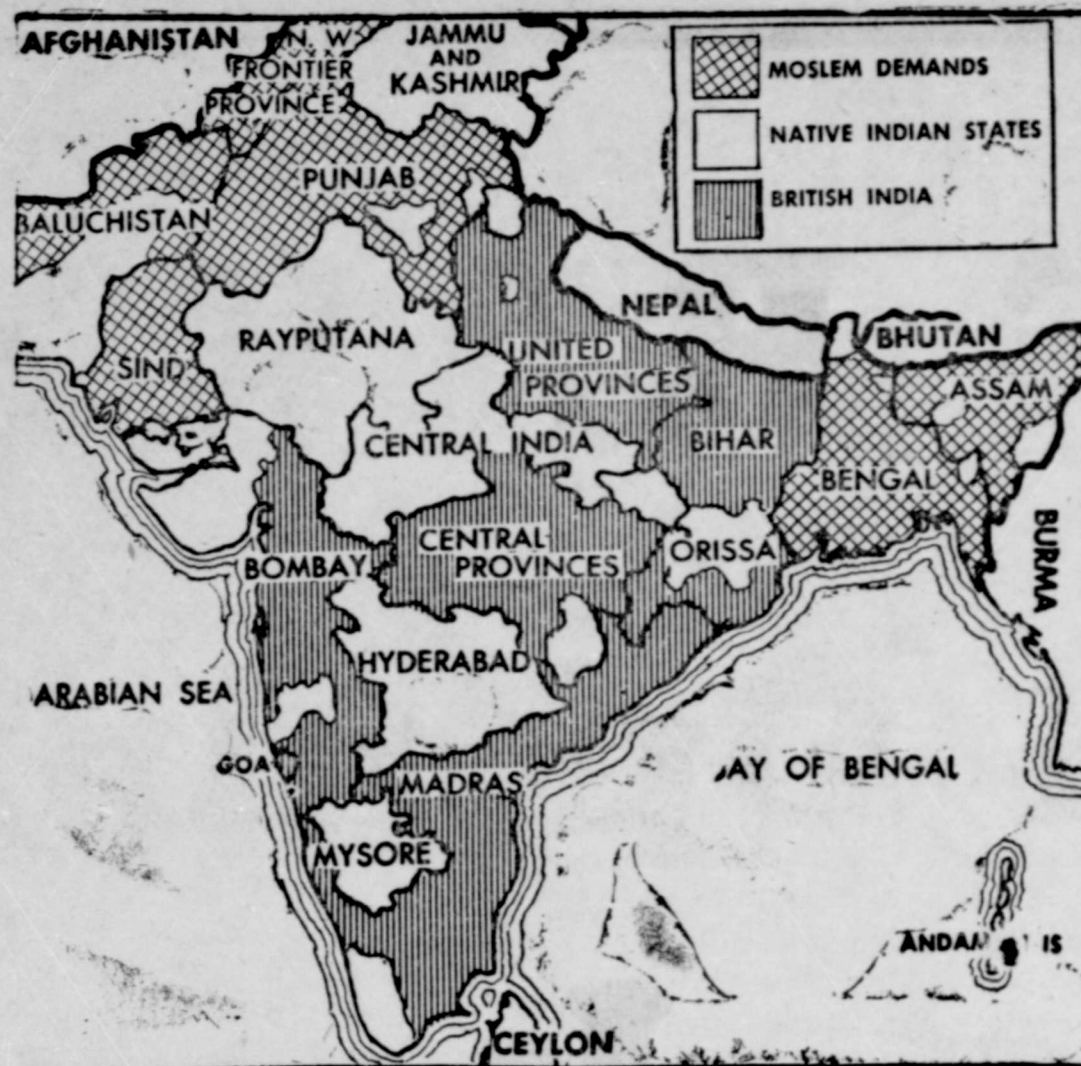 AFGHANISTAN
N. W.
FRONTIER
PROVINCE
JAMMU
AND
KASHMIR
MOSLEM DEMANDS
NATIVE INDIAN STATES
BRITISH INDIA
PUNJAB
BALUCHISTAN
NEPAL
BHUTAN
RAYPUTANA
SIND
UNITED
PROVINCES
ASSAM
CENTRAL INDIA
BIHAR
BENGAL
BURMA
BOMBAY
CENTRAL
PROVINCES
ORISSA
HYDERABAD
ARABIAN SEA
GOA
MADRAS
AY OF BENGAL
MYSORE
IS
CEYLON